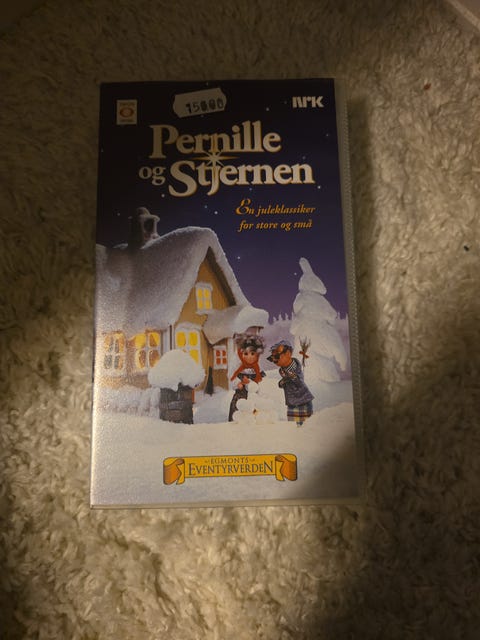 15000
NRK
Pernille
og Stjernen
En juleklassiker
for store og små
EGMONTS
EVENTYRVERDEN